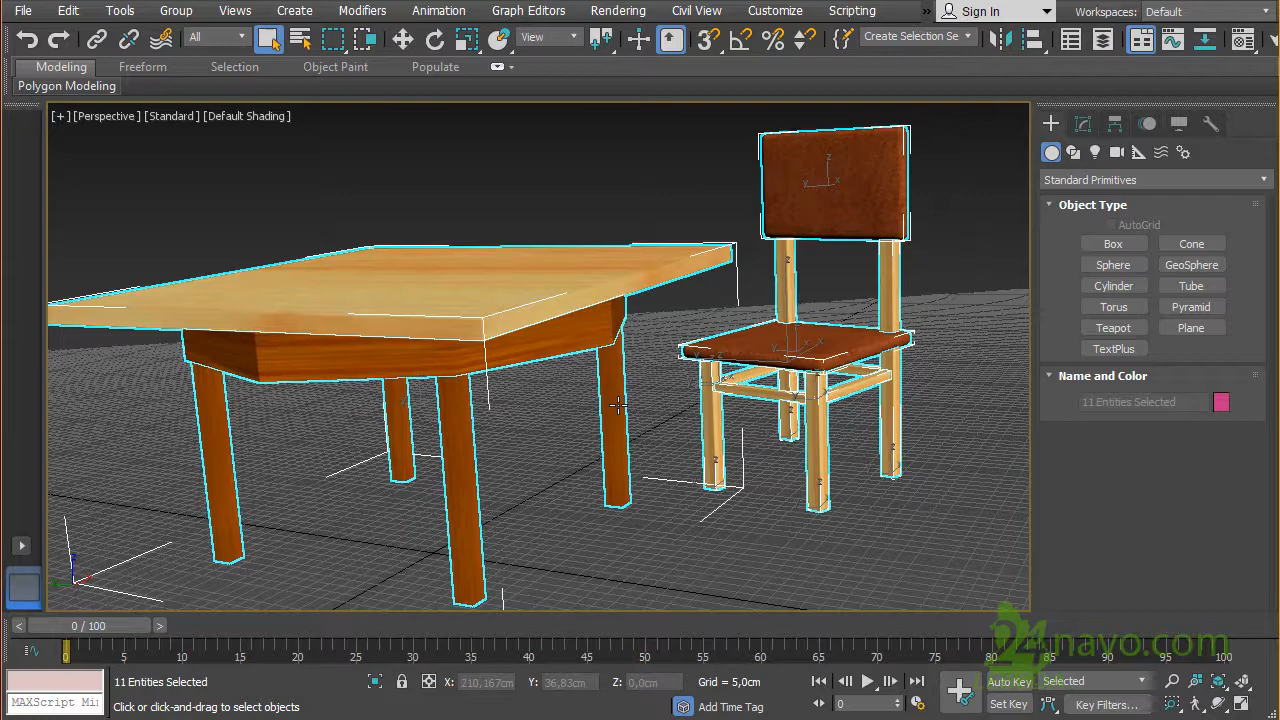 File Edit Tools Group Views Create Modifiers Animation Graph Editors Rendering Civil View Customize Scripting » Sign In Workspaces: Default
All View Create Selection Se
Modeling Freeform Selection Object Paint Populate
Polygon Modeling
[+] [Perspective] [Standard] [Default Shading]
Standard Primitives
Object Type
AutoGrid
Box Cone
Sphere GeoSphere
Cylinder Tube
Torus Pyramid
Teapot Plane
TextPlus
Name and Color
11 Entities Selected
24navo.com
< 0 / 100 >
0 5 10 15 20 25 30 35 40 45 50 55 60 65 70 75 80 85 90 95 100
11 Entities Selected X: 210,167cm Y: 36,83cm Z: 0,0cm Grid = 5,0cm Auto Key Selected
MAXScript Mi Click or click-and-drag to select objects Add Time Tag 0 Set Key Key Filters...